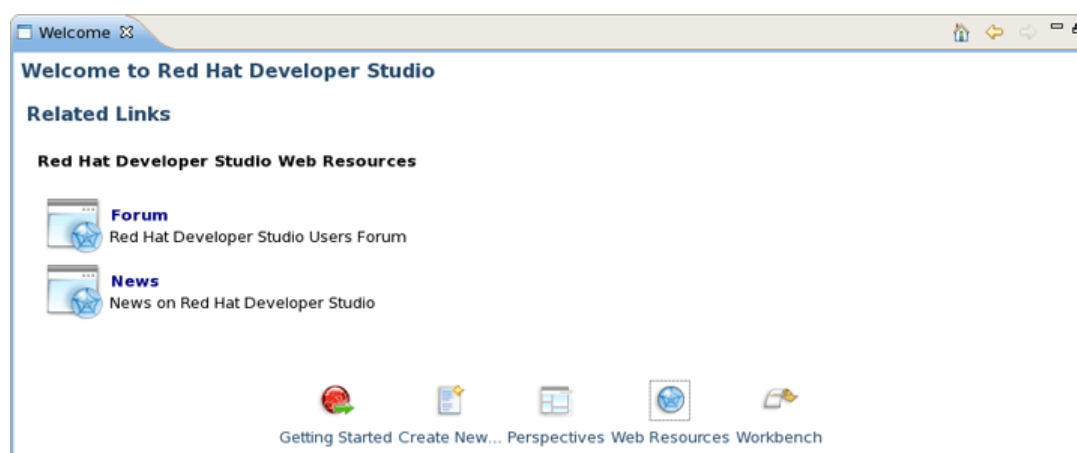 Welcome
Welcome to Red Hat Developer Studio
Related Links
Red Hat Developer Studio Web Resources
Forum
Red Hat Developer Studio Users Forum
News
News on Red Hat Developer Studio
Getting Started Create New... Perspectives Web Resources Workbench